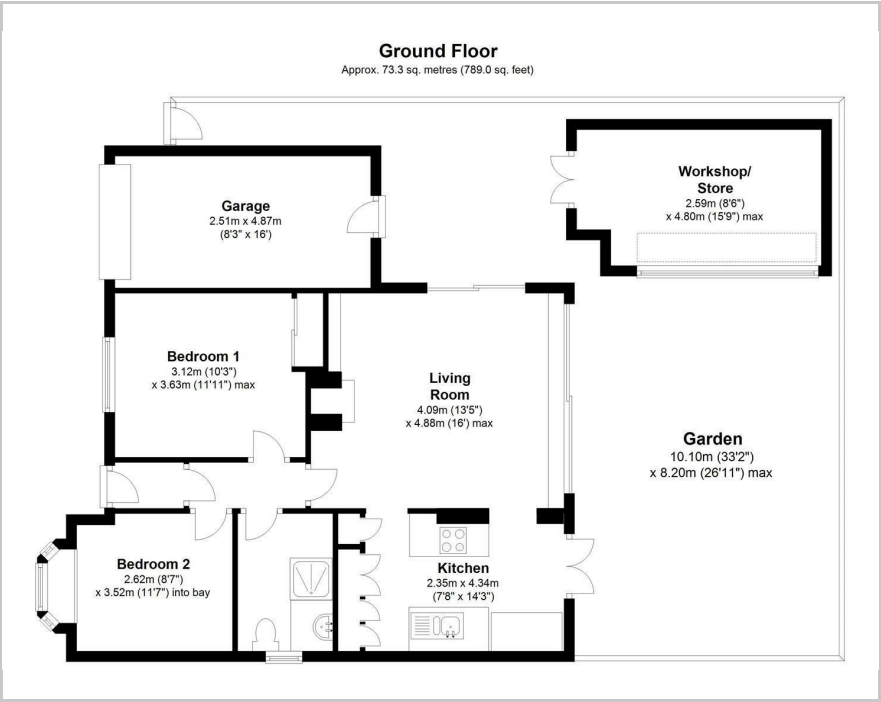 Ground Floor
Approx. 73.3 sq. metres (789.0 sq. feet)
Workshop/
Store
2.59m (8'6")
x 4.80m (15'9") max
Garage
2.51m x 4.87m
(8'3" x 16')
Bedroom 1
3.12m (10'3")
x 3.63m (11'11") max
Living
Room
4.09m (13'5")
x 4.88m (16') max
Garden
10.10m (33'2")
x 8.20m (26'11") max
Bedroom 2
2.62m (8'7")
x 3.52m (11'7") into bay
Kitchen
2.35m x 4.34m
(7'8" x 14'3")